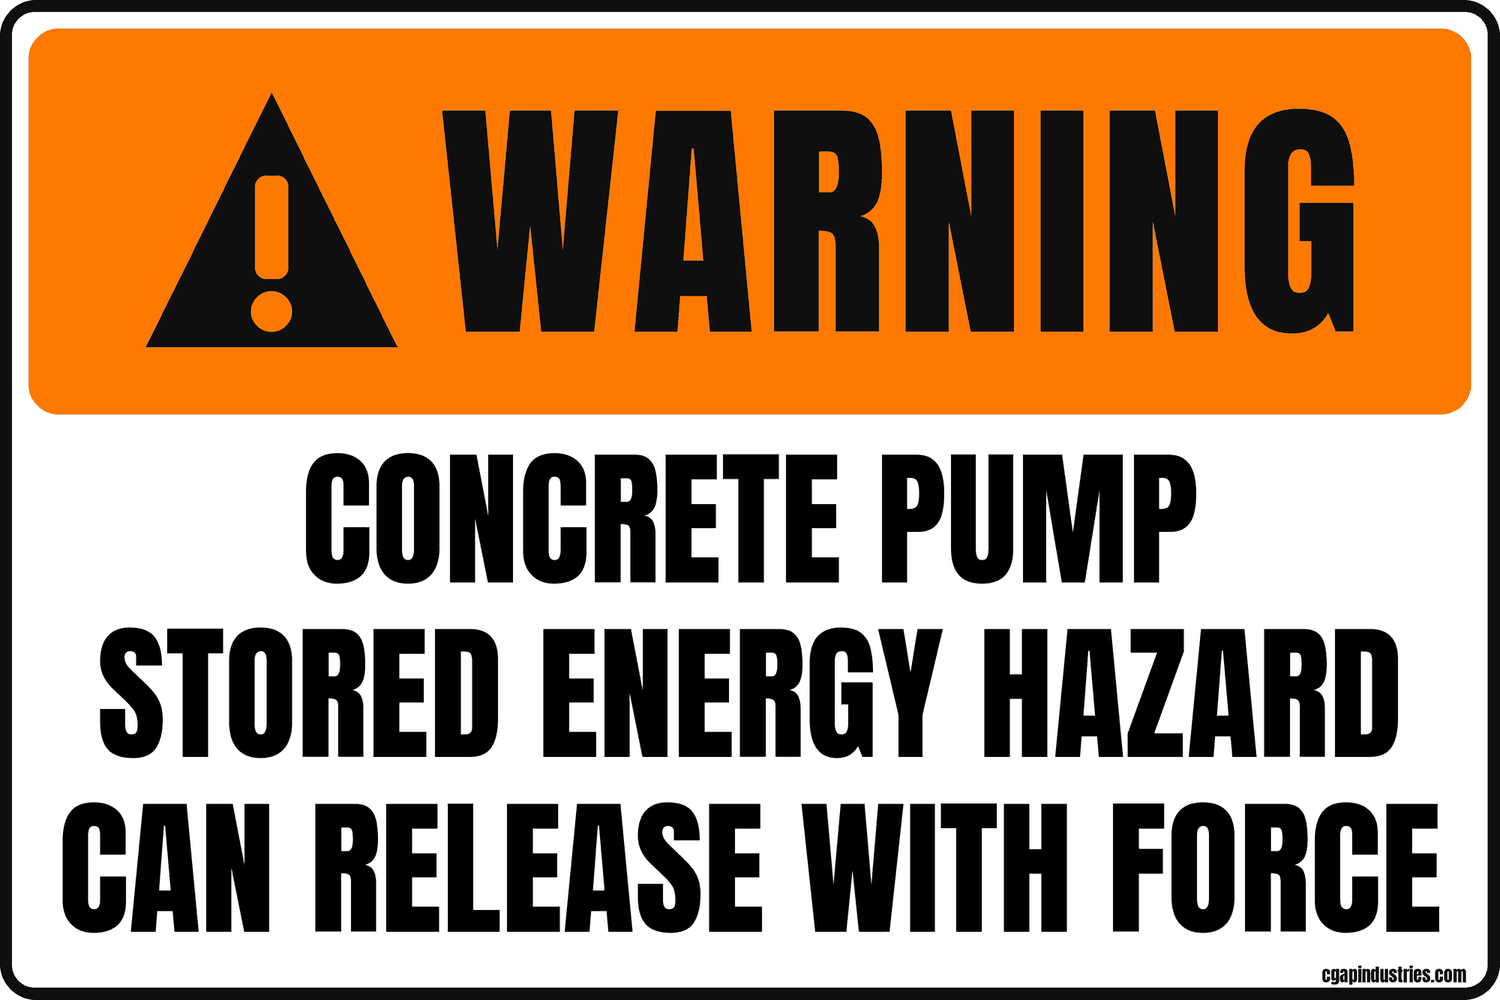 WARNING
CONCRETE PUMP
STORED ENERGY HAZARD
CAN RELEASE WITH FORCE
cgapindustries.com